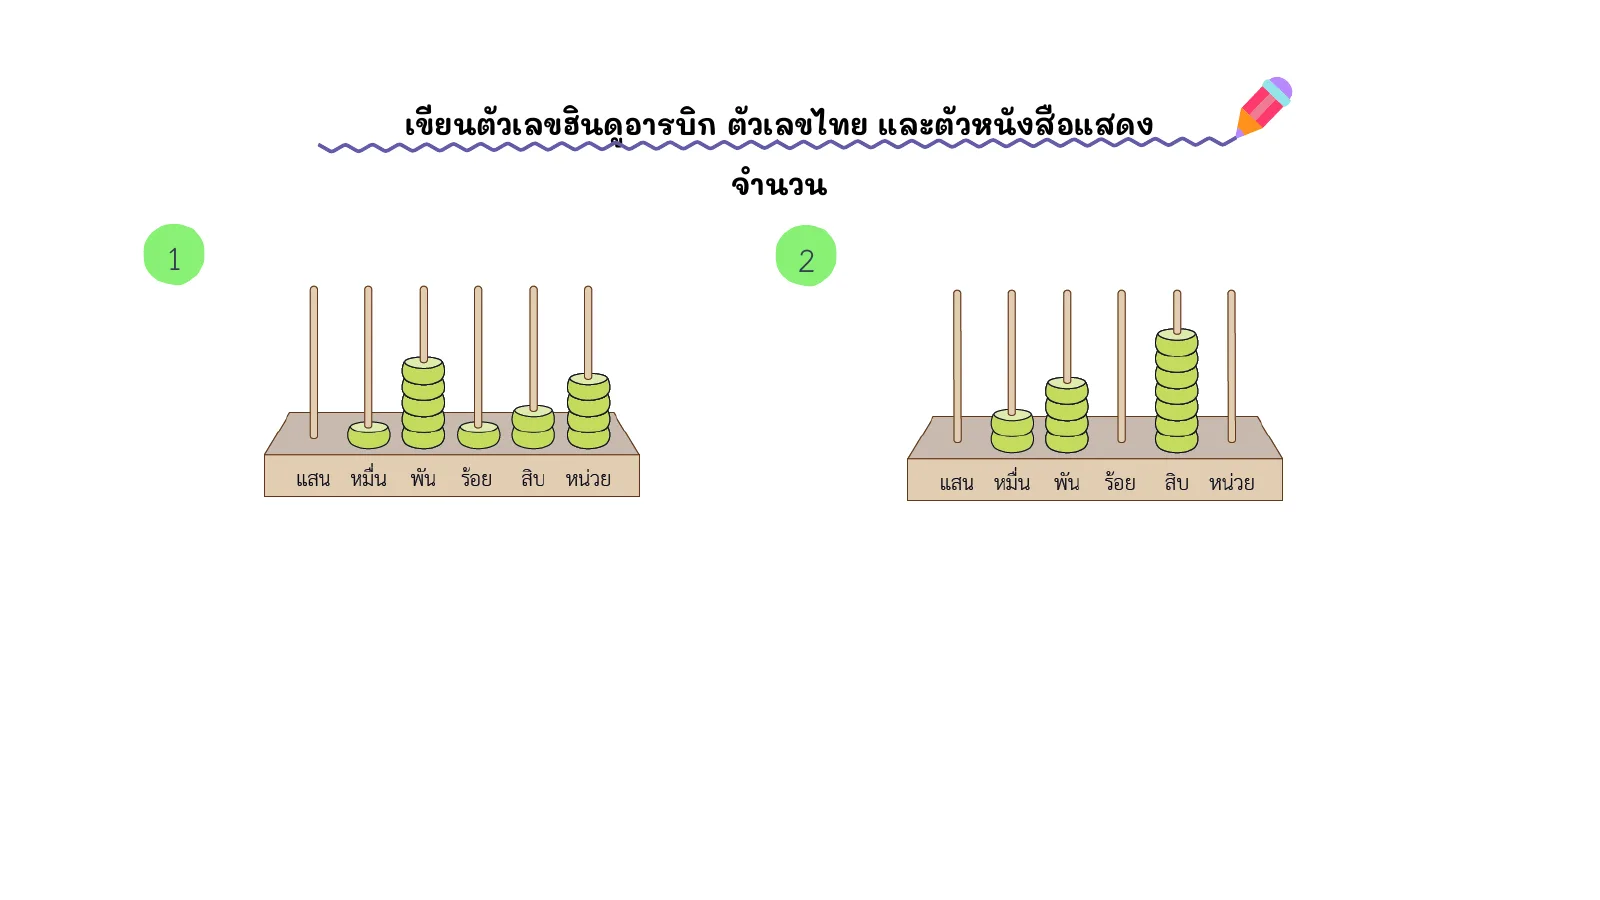 เขียนตัวเลขฮินดูอารบิก ตัวเลขไทย และตัวหนังสือแสดง
จำนวน
1
2
แสน หมื่น พัน ร้อย สิบ หน่วย
แสน หมื่น พัน ร้อย สิบ หน่วย